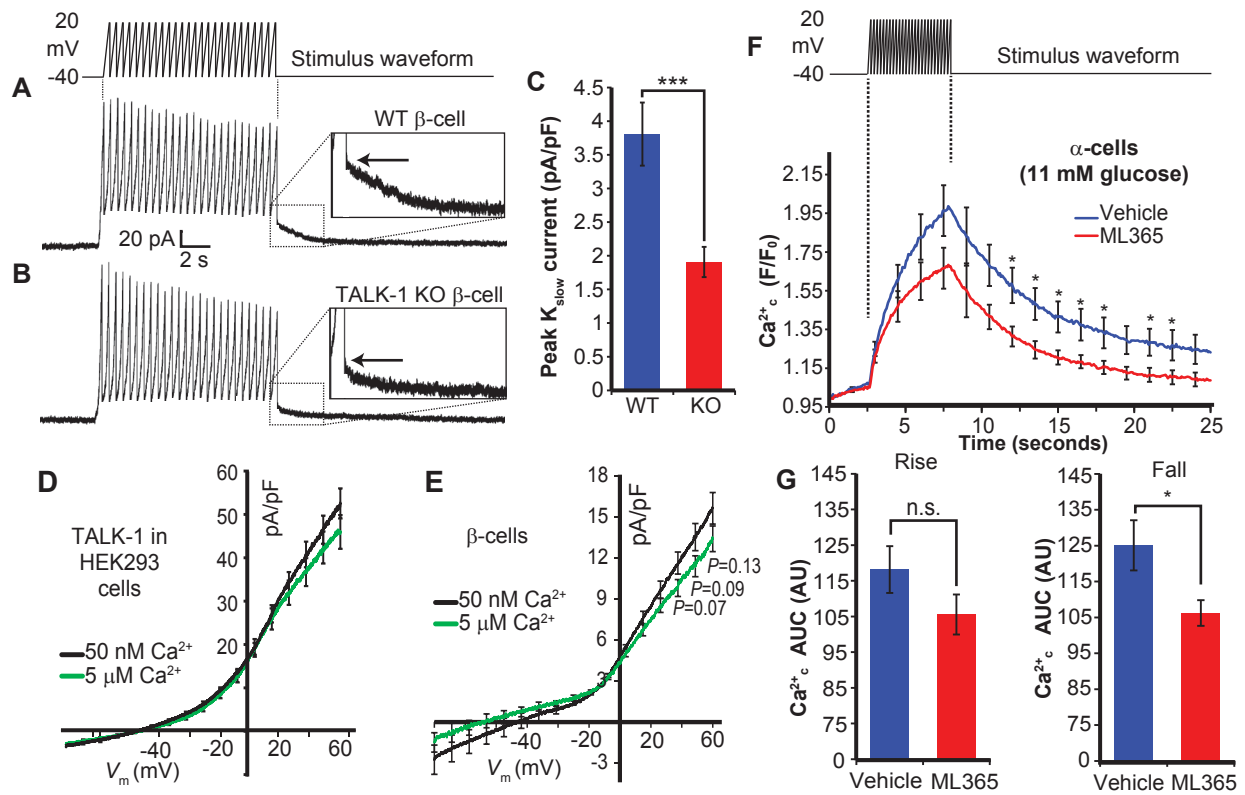 20
mV
-40
Stimulus waveform
A
WT β-cell
20 pA
2 s
B
TALK-1 KO β-cell
C
***
Peak Kslow current (pA/pF)
4.5
4
3.5
3
2.5
2
1.5
1
0.5
0
WT
KO
D
TALK-1 in
HEK293
cells
50 nM Ca²⁺
5 μM Ca²⁺
pA/pF
60
50
40
30
20
10
-40
-20
20
60
Vm (mV)
E
β-cells
50 nM Ca²⁺
5 μM Ca²⁺
pA/pF
18
15
12
9
6
3
-3
P=0.13
P=0.09
P=0.07
-40
-20
20
60
Vm (mV)
F
20
mV
-40
Stimulus waveform
α-cells
(11 mM glucose)
Vehicle
ML365
Ca²⁺c (F/F₀)
2.15
1.95
1.75
1.55
1.35
1.15
0.95
* * * * * * *
0 5 10 15 20 25
Time (seconds)
G
Rise
n.s.
Ca²⁺c AUC (AU)
145
135
125
115
105
95
85
75
0
Vehicle ML365
Fall
*
Ca²⁺c AUC (AU)
145
135
125
115
105
95
85
75
0
Vehicle ML365